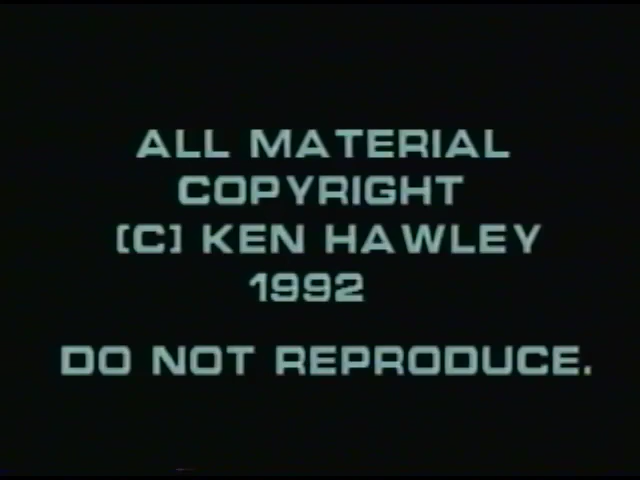 ALL MATERIAL
COPYRIGHT
[C] KEN HAWLEY
1992
DO NOT REPRODUCE.